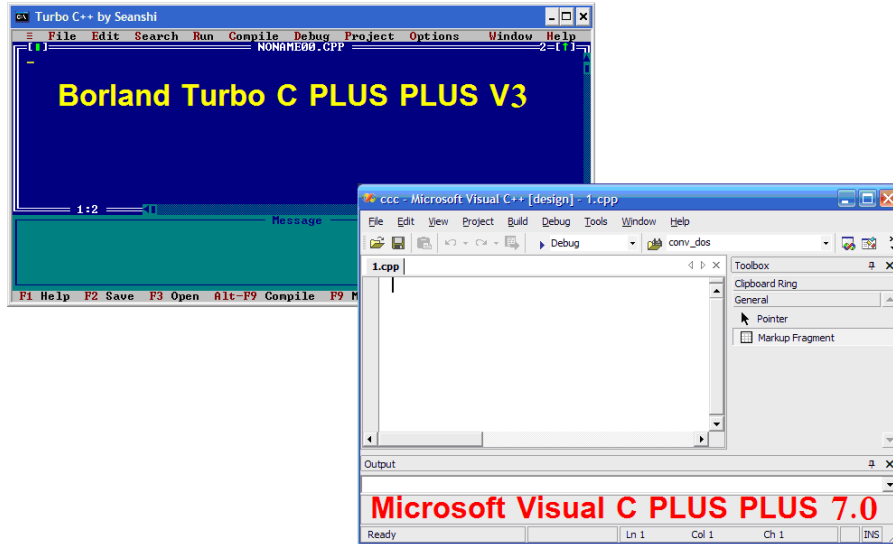 Turbo C++ by Seanshi
≡ File Edit Search Run Compile Debug Project Options Window Help
[▮] NONAME00.CPP 2=[↑]
Borland Turbo C PLUS PLUS V3
1:2
Message
F1 Help F2 Save F3 Open Alt-F9 Compile F9 M
ccc - Microsoft Visual C++ [design] - 1.cpp
File Edit View Project Build Debug Tools Window Help
Debug conv_dos
1.cpp
Toolbox
Clipboard Ring
General
Pointer
Markup Fragment
Output
Microsoft Visual C PLUS PLUS 7.0
Ready Ln 1 Col 1 Ch 1 INS